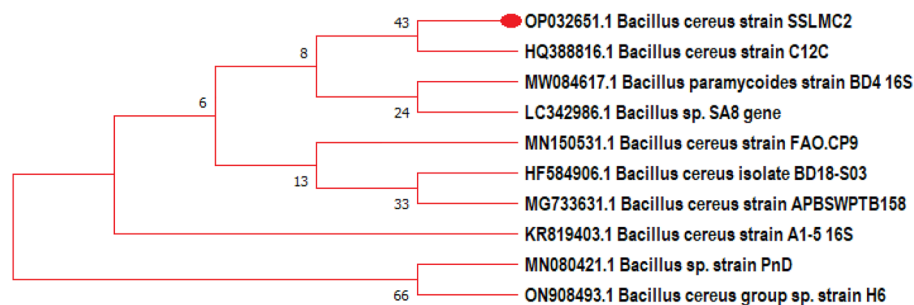 43
OP032651.1 Bacillus cereus strain SSLMC2
HQ388816.1 Bacillus cereus strain C12C
8
MW084617.1 Bacillus paramycoides strain BD4 16S
6
24
LC342986.1 Bacillus sp. SA8 gene
MN150531.1 Bacillus cereus strain FAO.CP9
13
HF584906.1 Bacillus cereus isolate BD18-S03
33
MG733631.1 Bacillus cereus strain APBSWPTB158
KR819403.1 Bacillus cereus strain A1-5 16S
MN080421.1 Bacillus sp. strain PnD
66
ON908493.1 Bacillus cereus group sp. strain H6